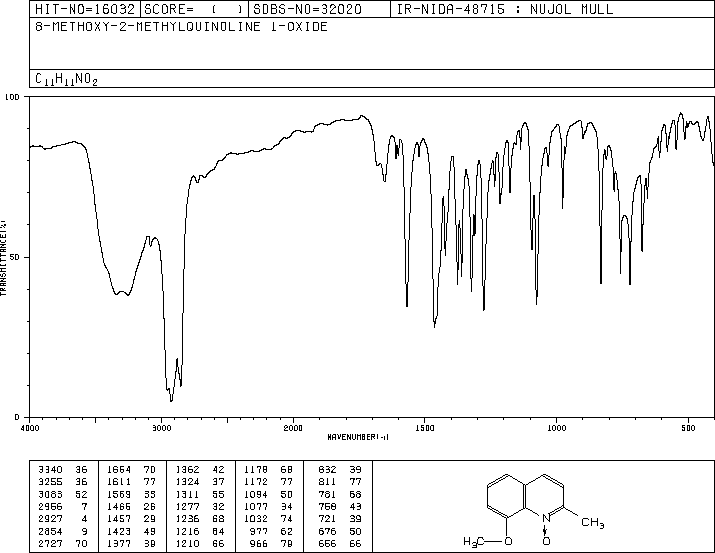 HIT-NO=16032 SCORE= ( ) SDBS-NO=32020 IR-NIDA-48715 : NUJOL MULL
8-METHOXY-2-METHYLQUINOLINE 1-OXIDE
C11H11NO2
100
50
0
TRANSMITTANCE(%)
4000 3000 2000 1500 1000 500
WAVENUMBER(-1)
3340 36 1664 70 1362 42 1178 68 832 39
3255 36 1611 77 1324 37 1172 77 811 77
3083 52 1569 33 1311 55 1094 50 781 68
2956 7 1466 26 1277 32 1077 34 758 43
2927 4 1457 29 1236 68 1032 74 721 39
2854 9 1423 49 1216 84 977 62 676 50
2727 70 1377 39 1210 66 966 79 656 66
N
CH3
H3C O O